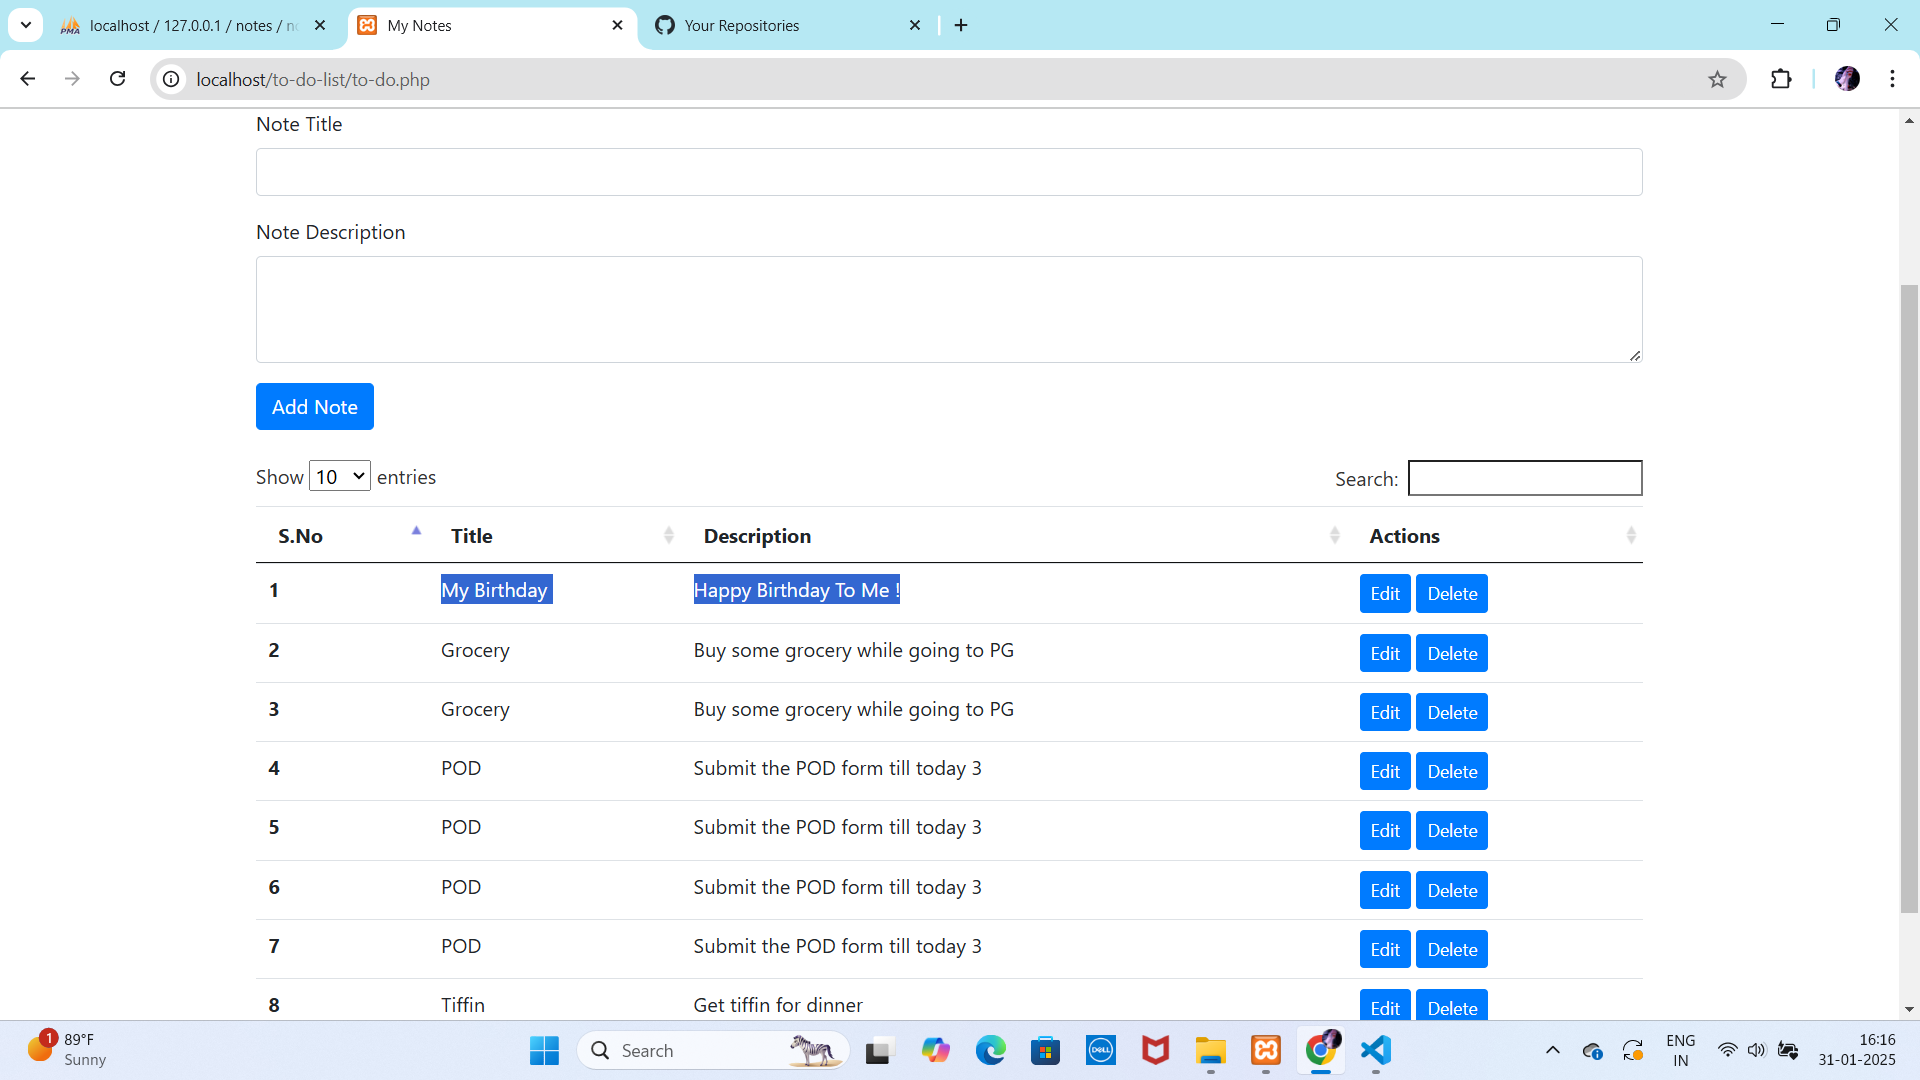 localhost / 127.0.0.1 / notes / n
My Notes
Your Repositories
localhost/to-do-list/to-do.php
Note Title
Note Description
Add Note
Show 10 entries
Search:
S.No Title Description Actions
1 My Birthday Happy Birthday To Me ! Edit Delete
2 Grocery Buy some grocery while going to PG Edit Delete
3 Grocery Buy some grocery while going to PG Edit Delete
4 POD Submit the POD form till today 3 Edit Delete
5 POD Submit the POD form till today 3 Edit Delete
6 POD Submit the POD form till today 3 Edit Delete
7 POD Submit the POD form till today 3 Edit Delete
8 Tiffin Get tiffin for dinner Edit Delete
1
89°F
Sunny
Search
DELL
ENG
IN
16:16
31-01-2025